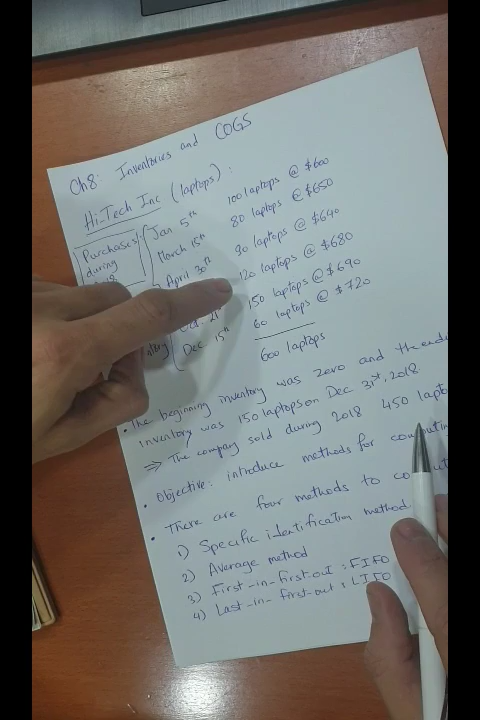 Ch8: Inventories and COGS
Hi-Tech Inc (laptops):
Purchases during
Jan 5th 100 laptops @ $600
March 15th 80 laptops @ $650
April 30th 90 laptops @ $640
120 laptops @ $680
21 150 laptops @ $690
Dec 15th 60 laptops @ $720
600 laptops
• The beginning inventory was zero and the
inventory was 150 laptops on Dec 31st, 2018
⇒ The company sold during 2018 450
• Objective: introduce methods for
• There are four methods to
1) Specific identification method
2) Average method
3) First-in-first-out: FIFO
4) Last-in-first-out: LIFO